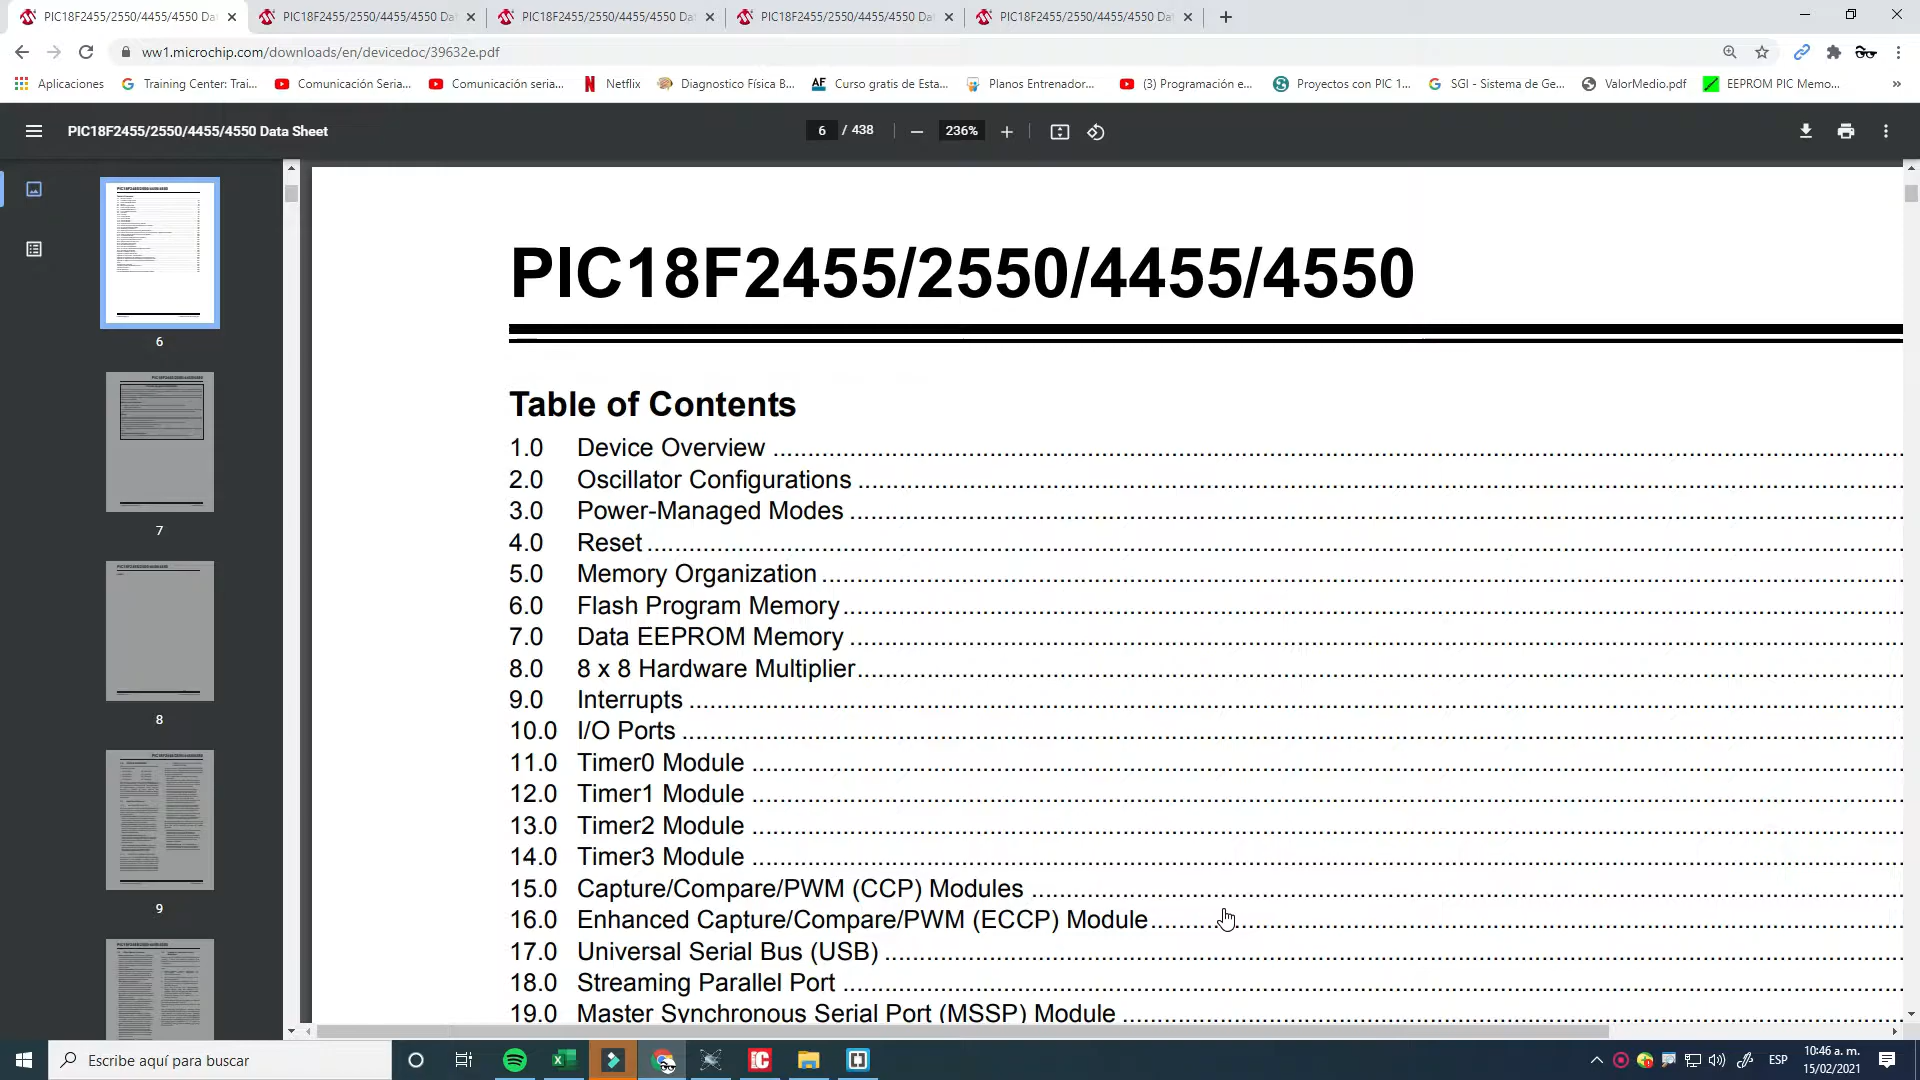 PIC18F2455/2550/4455/4550 Da
PIC18F2455/2550/4455/4550 Da
PIC18F2455/2550/4455/4550 Da
PIC18F2455/2550/4455/4550 Da
PIC18F2455/2550/4455/4550 Da
ww1.microchip.com/downloads/en/devicedoc/39632e.pdf
Aplicaciones
Training Center: Trai...
Comunicación Seria...
Comunicación seria...
Netflix
Diagnostico Física B...
Curso gratis de Esta...
Planos Entrenador...
(3) Programación e...
Proyectos con PIC 1...
SGI - Sistema de Ge...
ValorMedio.pdf
EEPROM PIC Memo...
PIC18F2455/2550/4455/4550 Data Sheet
6 / 438
236%
6
7
8
9
PIC18F2455/2550/4455/4550
Table of Contents
1.0 Device Overview
2.0 Oscillator Configurations
3.0 Power-Managed Modes
4.0 Reset
5.0 Memory Organization
6.0 Flash Program Memory
7.0 Data EEPROM Memory
8.0 8 x 8 Hardware Multiplier
9.0 Interrupts
10.0 I/O Ports
11.0 Timer0 Module
12.0 Timer1 Module
13.0 Timer2 Module
14.0 Timer3 Module
15.0 Capture/Compare/PWM (CCP) Modules
16.0 Enhanced Capture/Compare/PWM (ECCP) Module
17.0 Universal Serial Bus (USB)
18.0 Streaming Parallel Port
19.0 Master Synchronous Serial Port (MSSP) Module
Escribe aquí para buscar
ESP
10:46 a. m.
15/02/2021